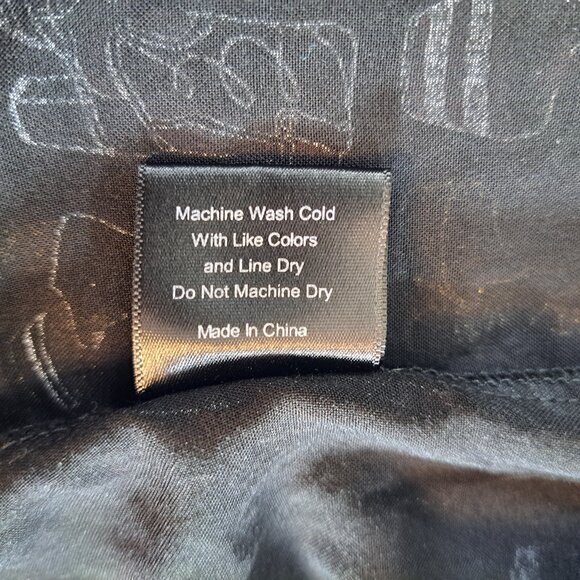 Machine Wash Cold
With Like Colors
and Line Dry
Do Not Machine Dry
Made In China